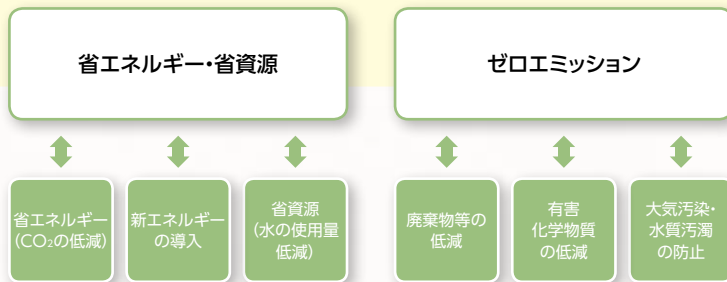 省エネルギー・省資源
ゼロエミッション
省エネルギー
(CO₂の低減)
新エネルギー
の導入
省資源
(水の使用量
低減)
廃棄物等の
低減
有害
化学物質
の低減
大気汚染・
水質汚濁
の防止